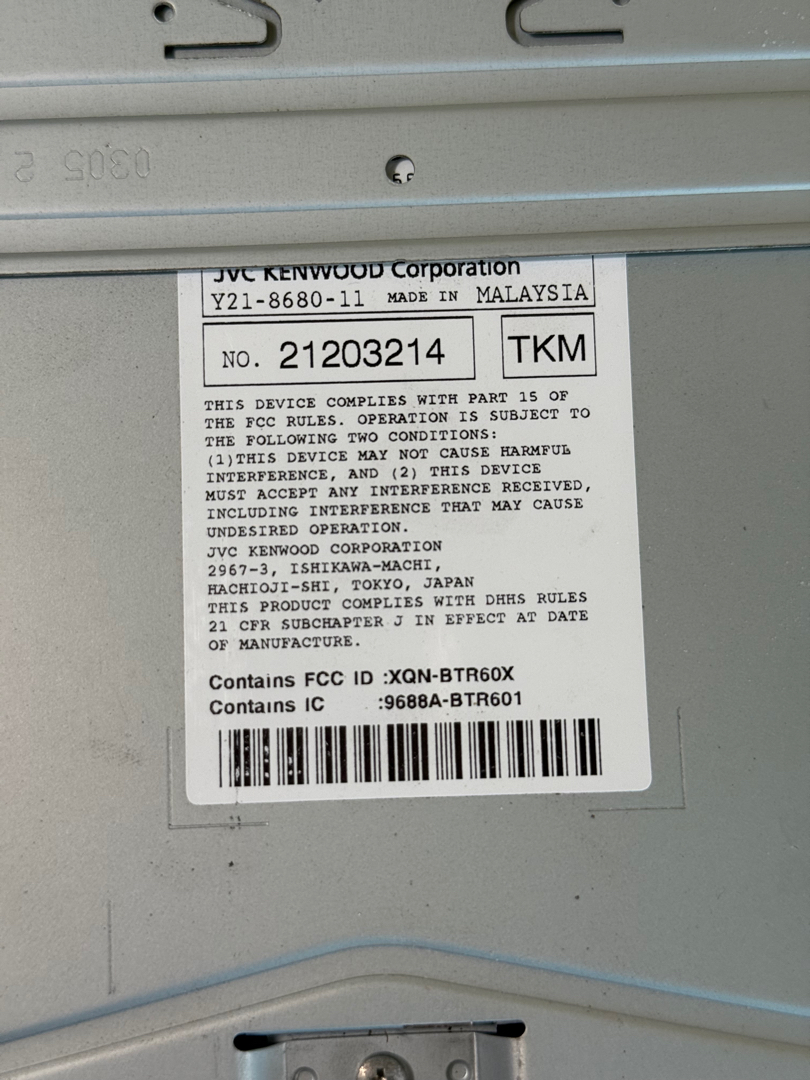 0305 2
JVC KENWOOD Corporation
Y21-8680-11 MADE IN MALAYSIA
NO. 21203214 TKM
THIS DEVICE COMPLIES WITH PART 15 OF
THE FCC RULES. OPERATION IS SUBJECT TO
THE FOLLOWING TWO CONDITIONS:
(1)THIS DEVICE MAY NOT CAUSE HARMFUL
INTERFERENCE, AND (2) THIS DEVICE
MUST ACCEPT ANY INTERFERENCE RECEIVED,
INCLUDING INTERFERENCE THAT MAY CAUSE
UNDESIRED OPERATION.
JVC KENWOOD CORPORATION
2967-3, ISHIKAWA-MACHI,
HACHIOJI-SHI, TOKYO, JAPAN
THIS PRODUCT COMPLIES WITH DHHS RULES
21 CFR SUBCHAPTER J IN EFFECT AT DATE
OF MANUFACTURE.
Contains FCC ID :XQN-BTR60X
Contains IC :9688A-BTR601